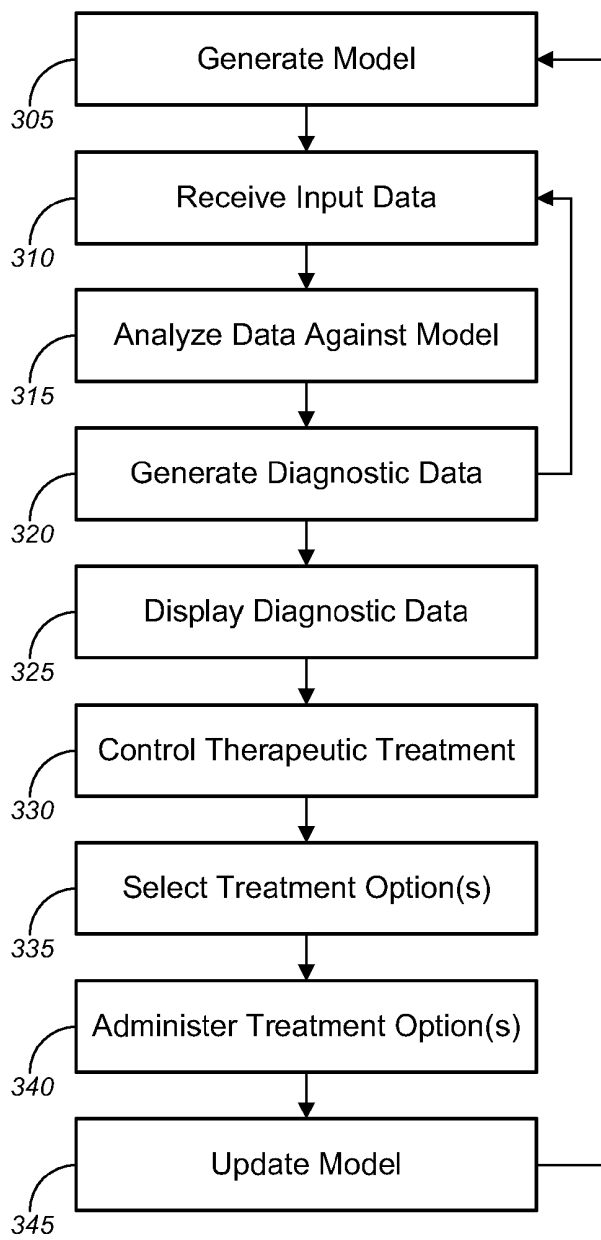 Generate Model
305
Receive Input Data
310
Analyze Data Against Model
315
Generate Diagnostic Data
320
Display Diagnostic Data
325
Control Therapeutic Treatment
330
Select Treatment Option(s)
335
Administer Treatment Option(s)
340
Update Model
345